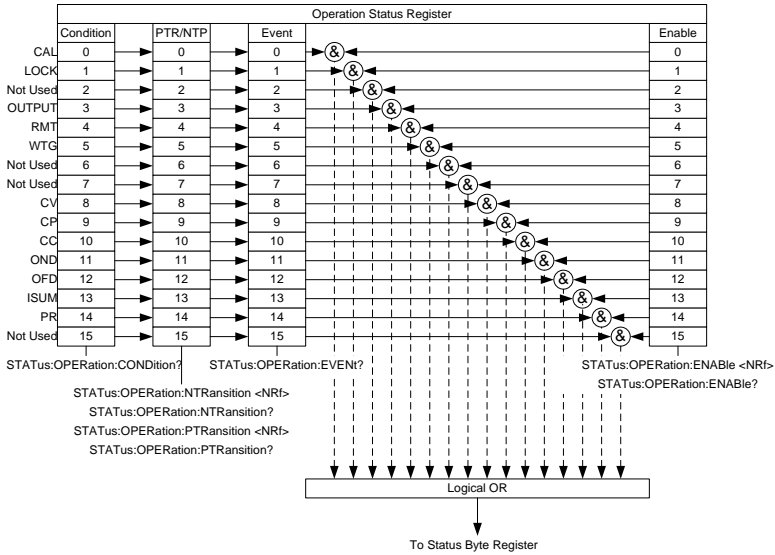 Operation Status Register
Condition PTR/NTP Event Enable
CAL 0 0 0 & 0
LOCK 1 1 1 & 1
Not Used 2 2 2 & 2
OUTPUT 3 3 3 & 3
RMT 4 4 4 & 4
WTG 5 5 5 & 5
Not Used 6 6 6 & 6
Not Used 7 7 7 & 7
CV 8 8 8 & 8
CP 9 9 9 & 9
CC 10 10 10 & 10
OND 11 11 11 & 11
OFD 12 12 12 & 12
ISUM 13 13 13 & 13
PR 14 14 14 & 14
Not Used 15 15 15 & 15
STATus:OPERation:CONDition? STATus:OPERation:EVENt? STATus:OPERation:ENABle <NRf>
STATus:OPERation:ENABle?
STATus:OPERation:NTRansition <NRf>
STATus:OPERation:NTRansition?
STATus:OPERation:PTRansition <NRf>
STATus:OPERation:PTRansition?
Logical OR
To Status Byte Register